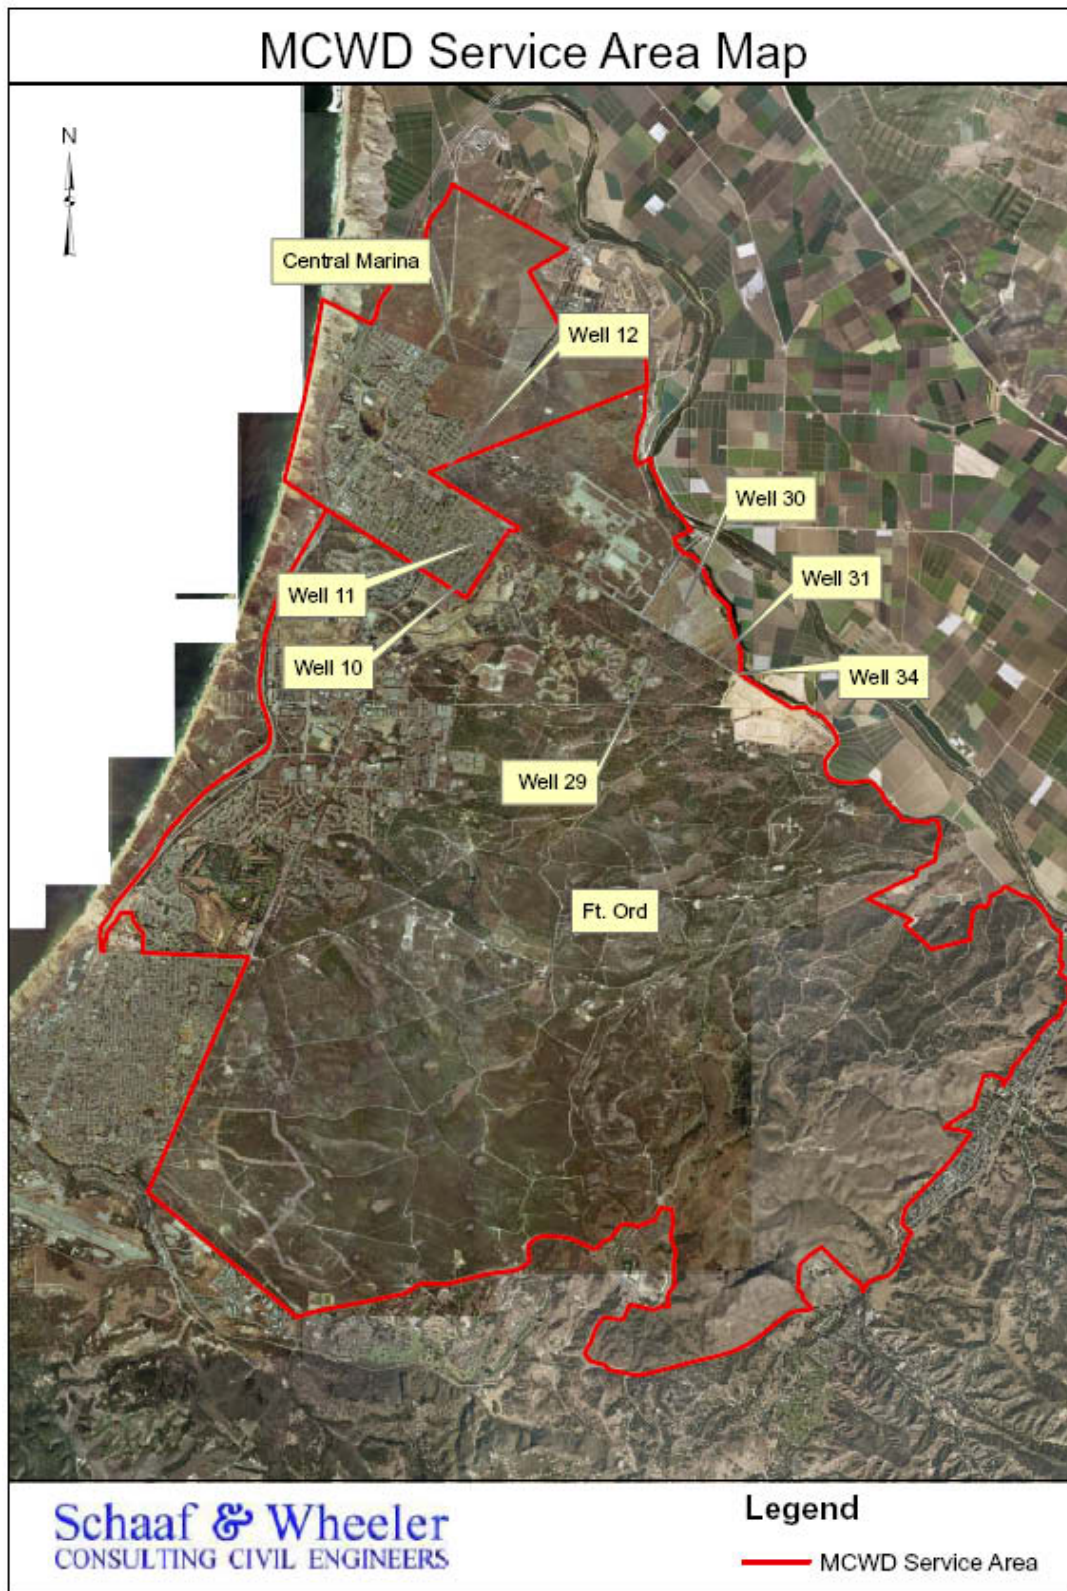 MCWD Service Area Map
N
Central Marina
Well 12
Well 30
Well 31
Well 11
Well 10
Well 34
Well 29
Ft. Ord
Schaaf & Wheeler
CONSULTING CIVIL ENGINEERS
Legend
MCWD Service Area